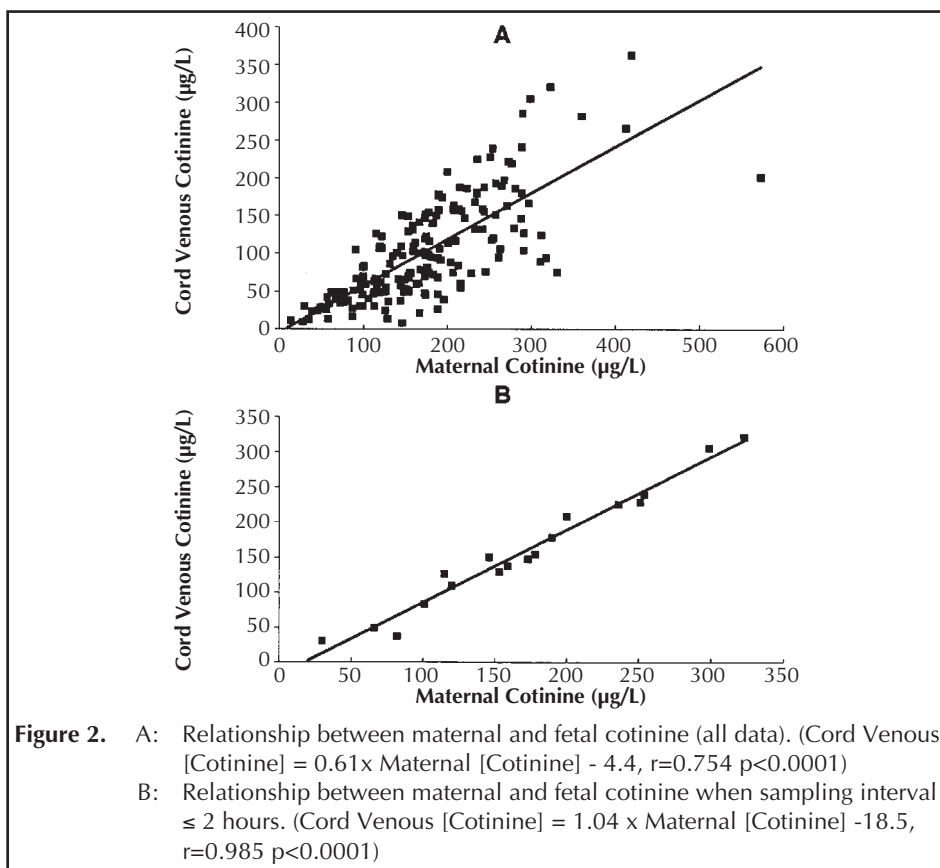 A
400
350
300
250
200
150
100
50
0
Cord Venous Cotinine (µg/L)
0 100 200 300 400 500 600
Maternal Cotinine (µg/L)
B
350
300
250
200
150
100
50
0
Cord Venous Cotinine (µg/L)
50 100 150 200 250 300 350
Maternal Cotinine (µg/L)
Figure 2. A: Relationship between maternal and fetal cotinine (all data). (Cord Venous
[Cotinine] = 0.61x Maternal [Cotinine] - 4.4, r=0.754 p<0.0001)
B: Relationship between maternal and fetal cotinine when sampling interval
≤ 2 hours. (Cord Venous [Cotinine] = 1.04 x Maternal [Cotinine] -18.5,
r=0.985 p<0.0001)